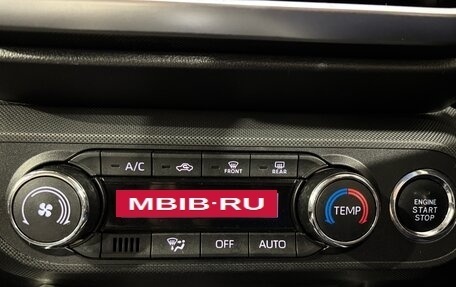 A/C
FRONT
REAR
MBIB-RU
TEMP
ENGINE
START
STOP
OFF
AUTO